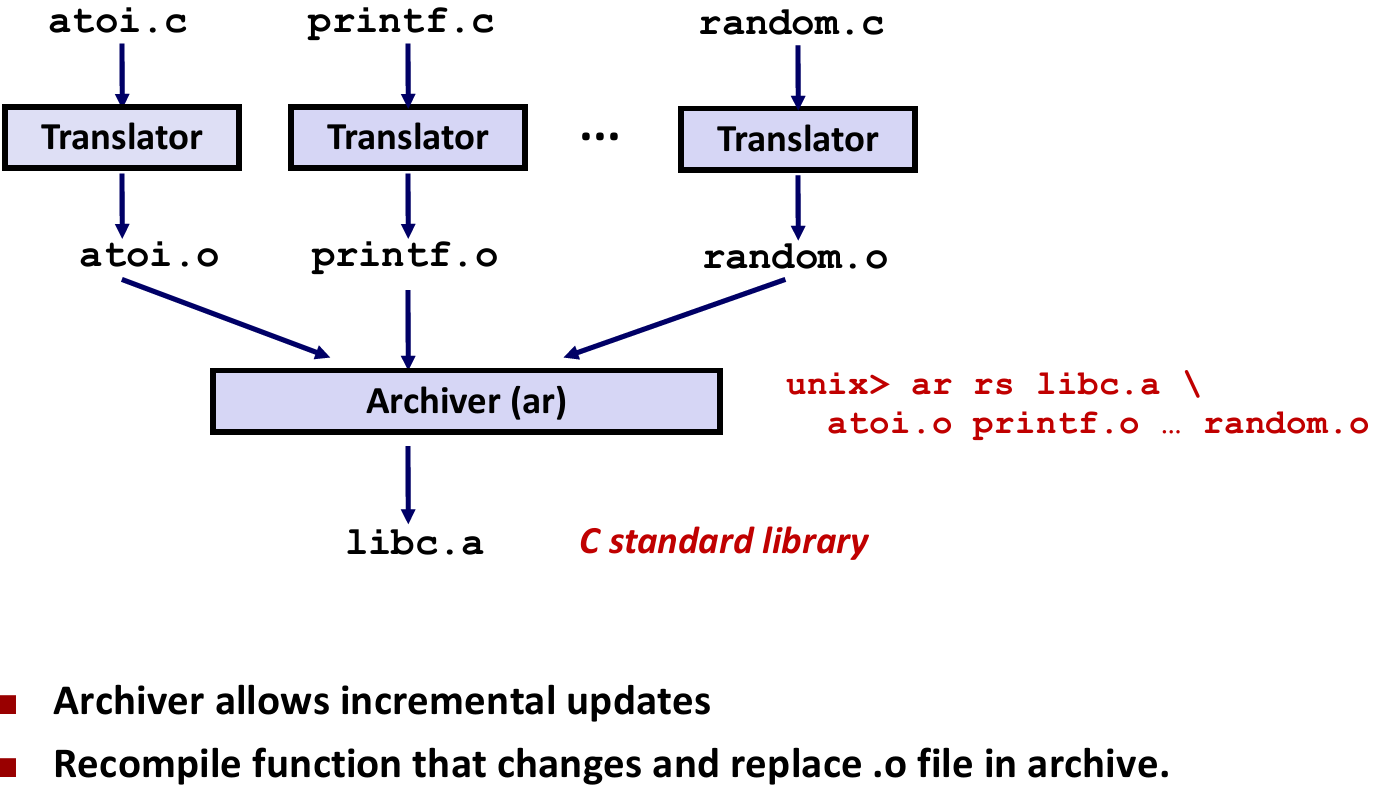 atoi.c printf.c random.c
Translator Translator ... Translator
atoi.o printf.o random.o
Archiver (ar)
unix> ar rs libc.a \
atoi.o printf.o … random.o
libc.a C standard library
Archiver allows incremental updates
Recompile function that changes and replace .o file in archive.